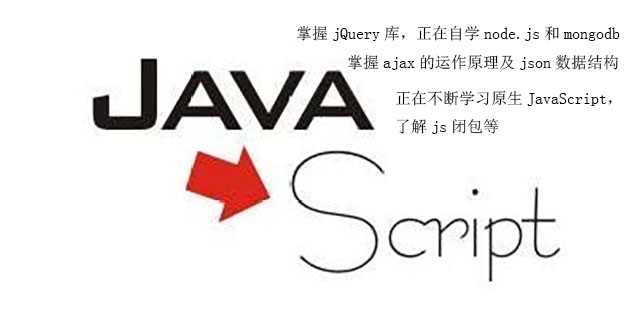 掌握 jQuery 库，正在自学 node.js 和 mongodb
掌握 ajax 的运作原理及 json 数据结构
正在不断学习原生 JavaScript，
了解 js 闭包等
JAVA
Script